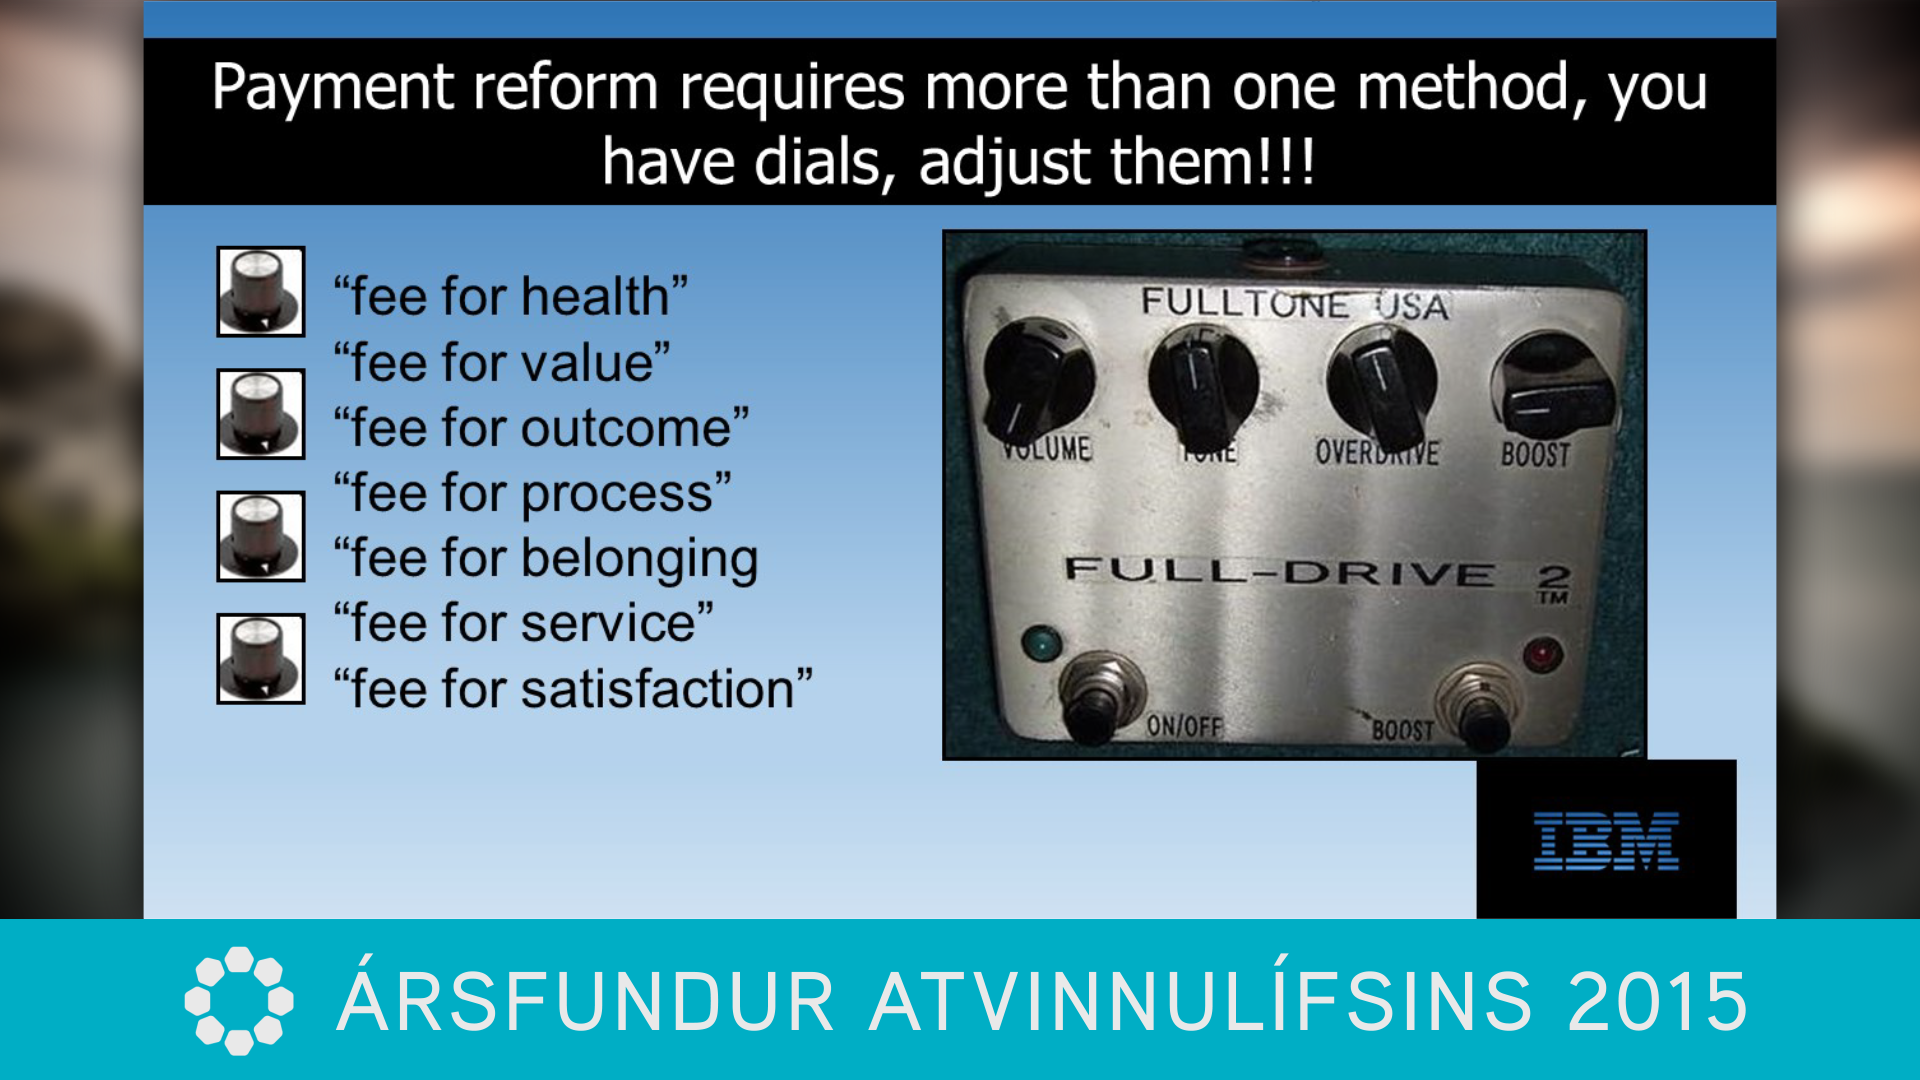 Payment reform requires more than one method, you
have dials, adjust them!!!
“fee for health”
“fee for value”
“fee for outcome”
“fee for process”
“fee for belonging
“fee for service”
“fee for satisfaction”
FULLTONE USA
VOLUME TONE OVERDRIVE BOOST
FULL-DRIVE 2
TM
ON/OFF BOOST
IBM
ÁRSFUNDUR ATVINNULÍFSINS 2015